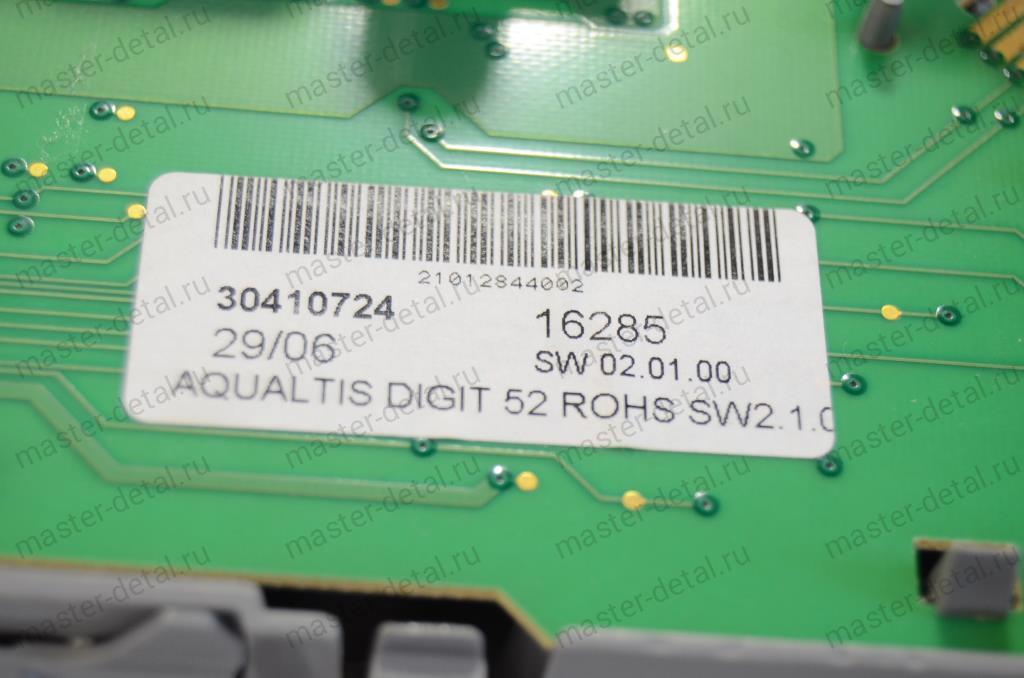 21012844002
30410724
16285
29/06
SW 02.01.00
AQUALTIS DIGIT 52 ROHS SW2.1.0
master-detal.ru